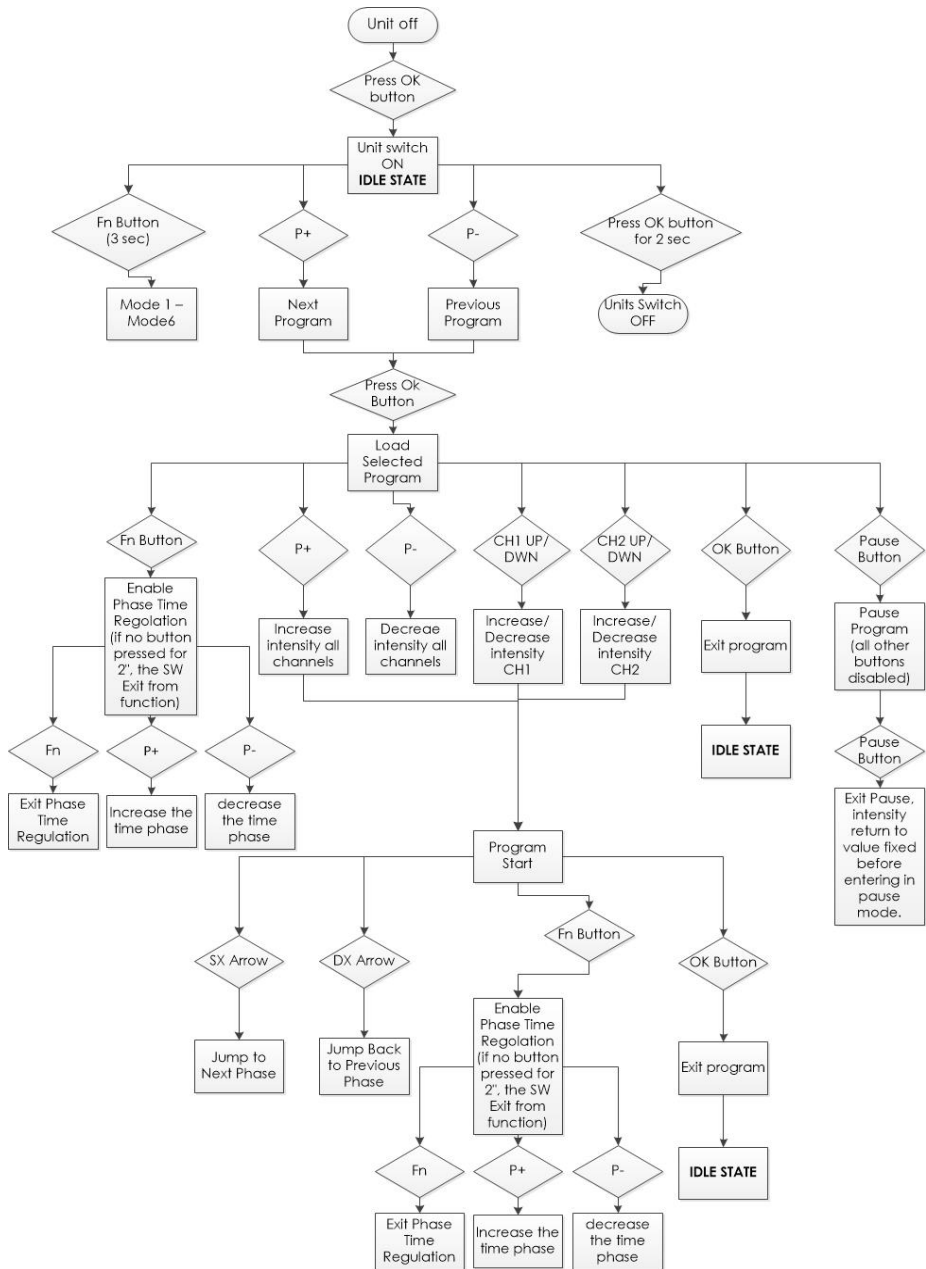 Unit off
Press OK
button
Unit switch
ON
IDLE STATE
Fn Button
(3 sec)
P+
P-
Press OK button
for 2 sec
Mode 1 –
Mode6
Next
Program
Previous
Program
Units Switch
OFF
Press Ok
Button
Load
Selected
Program
Fn Button
P+
P-
CH1 UP/
DWN
CH2 UP/
DWN
OK Button
Pause
Button
Enable
Phase Time
Regolation
(if no button
pressed for
2", the SW
Exit from
function)
Increase
intensity all
channels
Decreae
intensity all
channels
Increase/
Decrease
intensity
CH1
Increase/
Decrease
intensity
CH2
Exit program
Pause
Program
(all other
buttons
disabled)
Fn
P+
P-
IDLE STATE
Pause
Button
Exit Phase
Time
Regulation
Increase the
time phase
decrease
the time
phase
Exit Pause,
intensity
return to
value fixed
before
entering in
pause
mode.
Program
Start
SX Arrow
DX Arrow
Fn Button
OK Button
Jump to
Next Phase
Jump Back
to Previous
Phase
Enable
Phase Time
Regolation
(if no button
pressed for
2", the SW
Exit from
function)
Exit program
Fn
P+
P-
IDLE STATE
Exit Phase
Time
Regulation
Increase the
time phase
decrease
the time
phase